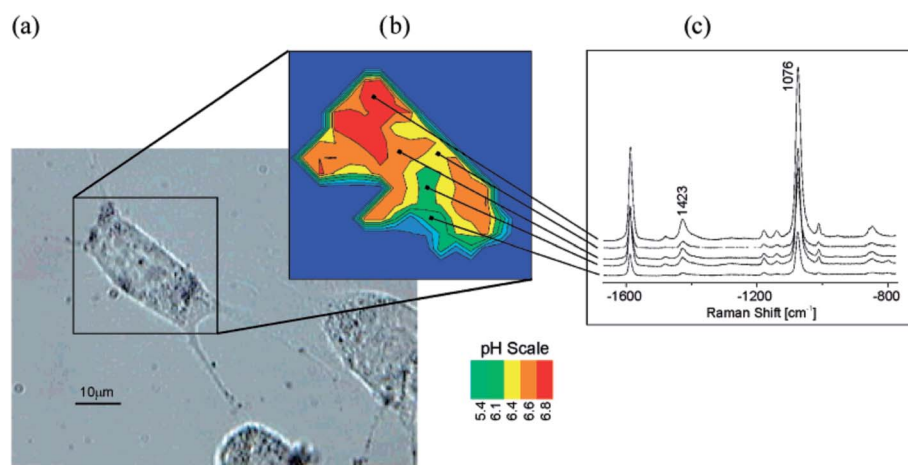 (a) (b) (c)
1076
1423
-1600 -1200 -800
Raman Shift [cm⁻¹]
pH Scale
5.4 6.1 6.4 6.6 6.8
10μm